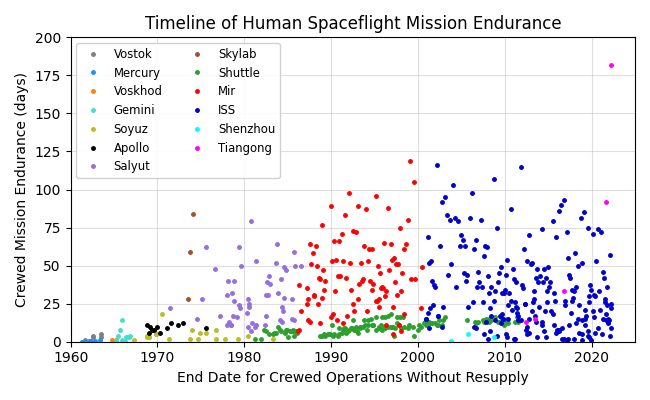 Timeline of Human Spaceflight Mission Endurance
Crewed Mission Endurance (days)
200
175
150
125
100
75
50
25
0
Vostok
Mercury
Voskhod
Gemini
Soyuz
Apollo
Salyut
Skylab
Shuttle
Mir
ISS
Shenzhou
Tiangong
1960
1970
1980
1990
2000
2010
2020
End Date for Crewed Operations Without Resupply